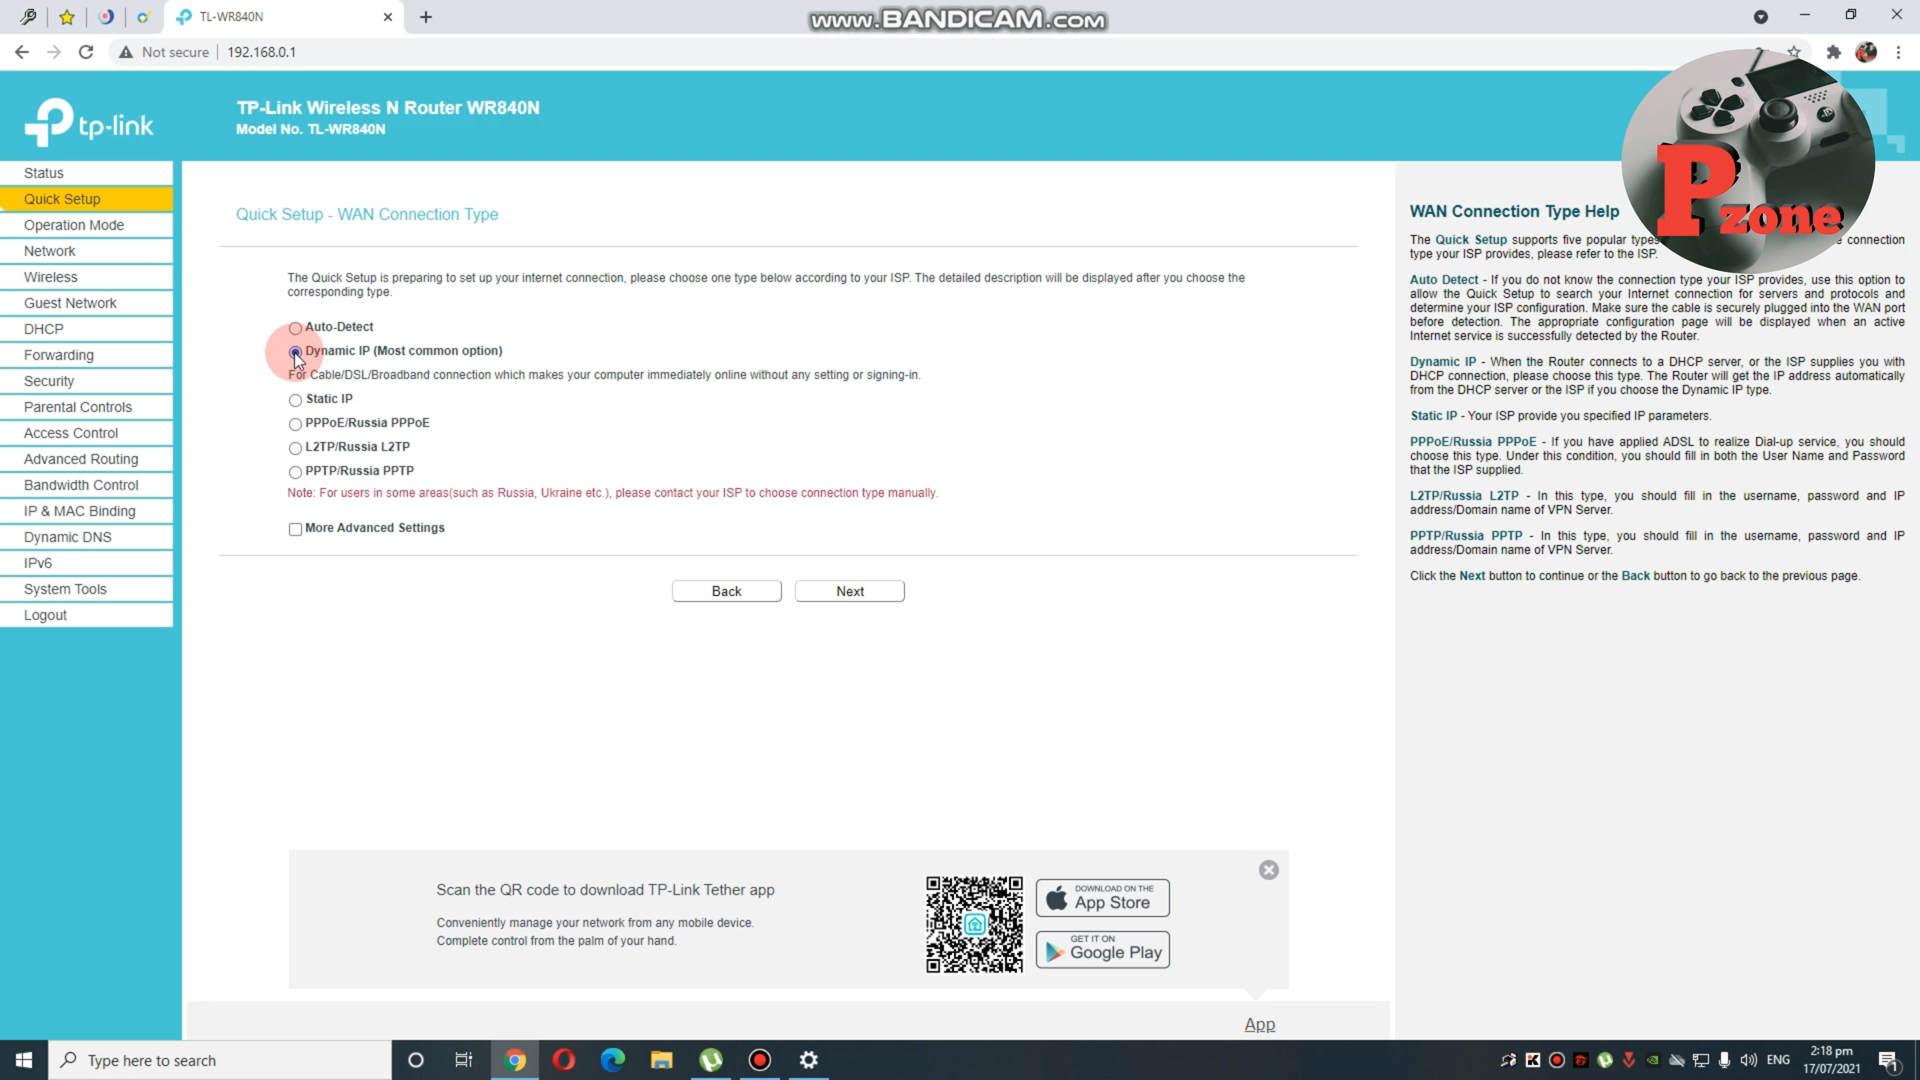 TL-WR840N
www.BANDICAM.com
Not secure
192.168.0.1
tp-link
TP-Link Wireless N Router WR840N
Model No. TL-WR840N
P zone
Status
Quick Setup
Operation Mode
Network
Wireless
Guest Network
DHCP
Forwarding
Security
Parental Controls
Access Control
Advanced Routing
Bandwidth Control
IP & MAC Binding
Dynamic DNS
IPv6
System Tools
Logout
Quick Setup - WAN Connection Type
The Quick Setup is preparing to set up your internet connection, please choose one type below according to your ISP. The detailed description will be displayed after you choose the
corresponding type.
Auto-Detect
Dynamic IP (Most common option)
For Cable/DSL/Broadband connection which makes your computer immediately online without any setting or signing-in.
Static IP
PPPoE/Russia PPPoE
L2TP/Russia L2TP
PPTP/Russia PPTP
Note: For users in some areas(such as Russia, Ukraine etc.), please contact your ISP to choose connection type manually.
More Advanced Settings
Back
Next
WAN Connection Type Help
The Quick Setup supports five popular types connection
type your ISP provides, please refer to the ISP.
Auto Detect - If you do not know the connection type your ISP provides, use this option to
allow the Quick Setup to search your Internet connection for servers and protocols and
determine your ISP configuration. Make sure the cable is securely plugged into the WAN port
before detection. The appropriate configuration page will be displayed when an active
Internet service is successfully detected by the Router.
Dynamic IP - When the Router connects to a DHCP server, or the ISP supplies you with
DHCP connection, please choose this type. The Router will get the IP address automatically
from the DHCP server or the ISP if you choose the Dynamic IP type.
Static IP - Your ISP provide you specified IP parameters.
PPPoE/Russia PPPoE - If you have applied ADSL to realize Dial-up service, you should
choose this type. Under this condition, you should fill in both the User Name and Password
that the ISP supplied.
L2TP/Russia L2TP - In this type, you should fill in the username, password and IP
address/Domain name of VPN Server.
PPTP/Russia PPTP - In this type, you should fill in the username, password and IP
address/Domain name of VPN Server.
Click the Next button to continue or the Back button to go back to the previous page.
Scan the QR code to download TP-Link Tether app
Conveniently manage your network from any mobile device.
Complete control from the palm of your hand.
DOWNLOAD ON THE
App Store
GET IT ON
Google Play
App
Type here to search
ENG
2:18 pm
17/07/2021
1